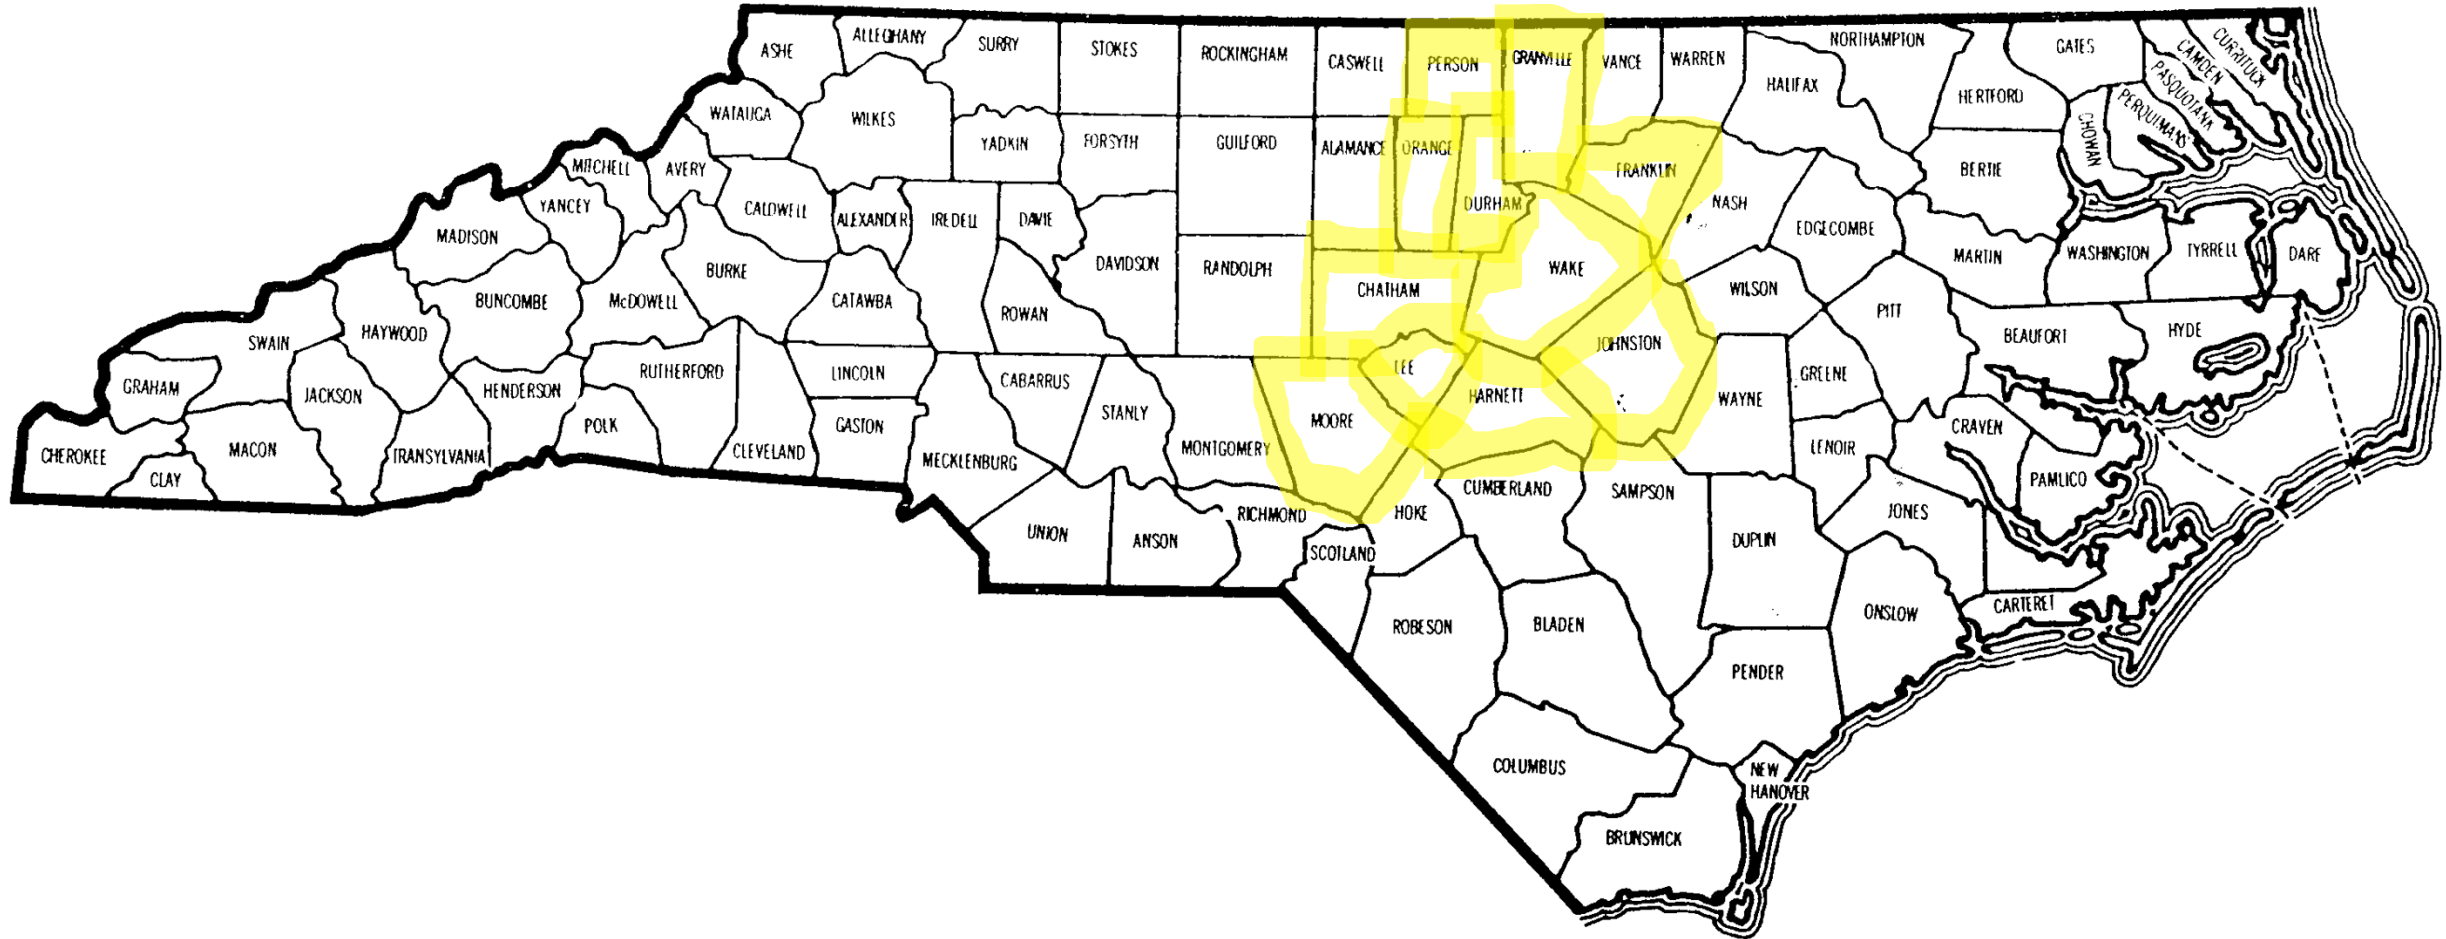 ASHE
ALLEGHANY
SURRY
STOKES
ROCKINGHAM
CASWELL
PERSON
GRANVILLE
VANCE
WARREN
NORTHAMPTON
GATES
CAMDEN
CURRITUCK
PASQUOTANK
PERQUIMANS
CHOWAN
HERTFORD
HALIFAX
WATAUGA
WILKES
YADKIN
FORSYTH
GUILFORD
ALAMANCE
ORANGE
DURHAM
FRANKLIN
NASH
BERTIE
MITCHELL
AVERY
YANCEY
CALDWELL
ALEXANDER
IREDELL
DAVIE
EDGECOMBE
MADISON
BURKE
DAVIDSON
RANDOLPH
CHATHAM
WAKE
WILSON
MARTIN
WASHINGTON
TYRRELL
DARE
BUNCOMBE
McDOWELL
CATAWBA
ROWAN
PITT
BEAUFORT
HYDE
SWAIN
HAYWOOD
GRAHAM
JACKSON
HENDERSON
RUTHERFORD
LINCOLN
CABARRUS
STANLY
LEE
JOHNSTON
GREENE
WAYNE
HARNETT
MOORE
MONTGOMERY
CHEROKEE
CLAY
MACON
TRANSYLVANIA
POLK
CLEVELAND
GASTON
MECKLENBURG
LENOIR
CRAVEN
PAMLICO
UNION
ANSON
RICHMOND
SCOTLAND
HOKE
CUMBERLAND
SAMPSON
DUPLIN
JONES
ONSLOW
CARTERET
ROBESON
BLADEN
PENDER
COLUMBUS
NEW
HANOVER
BRUNSWICK